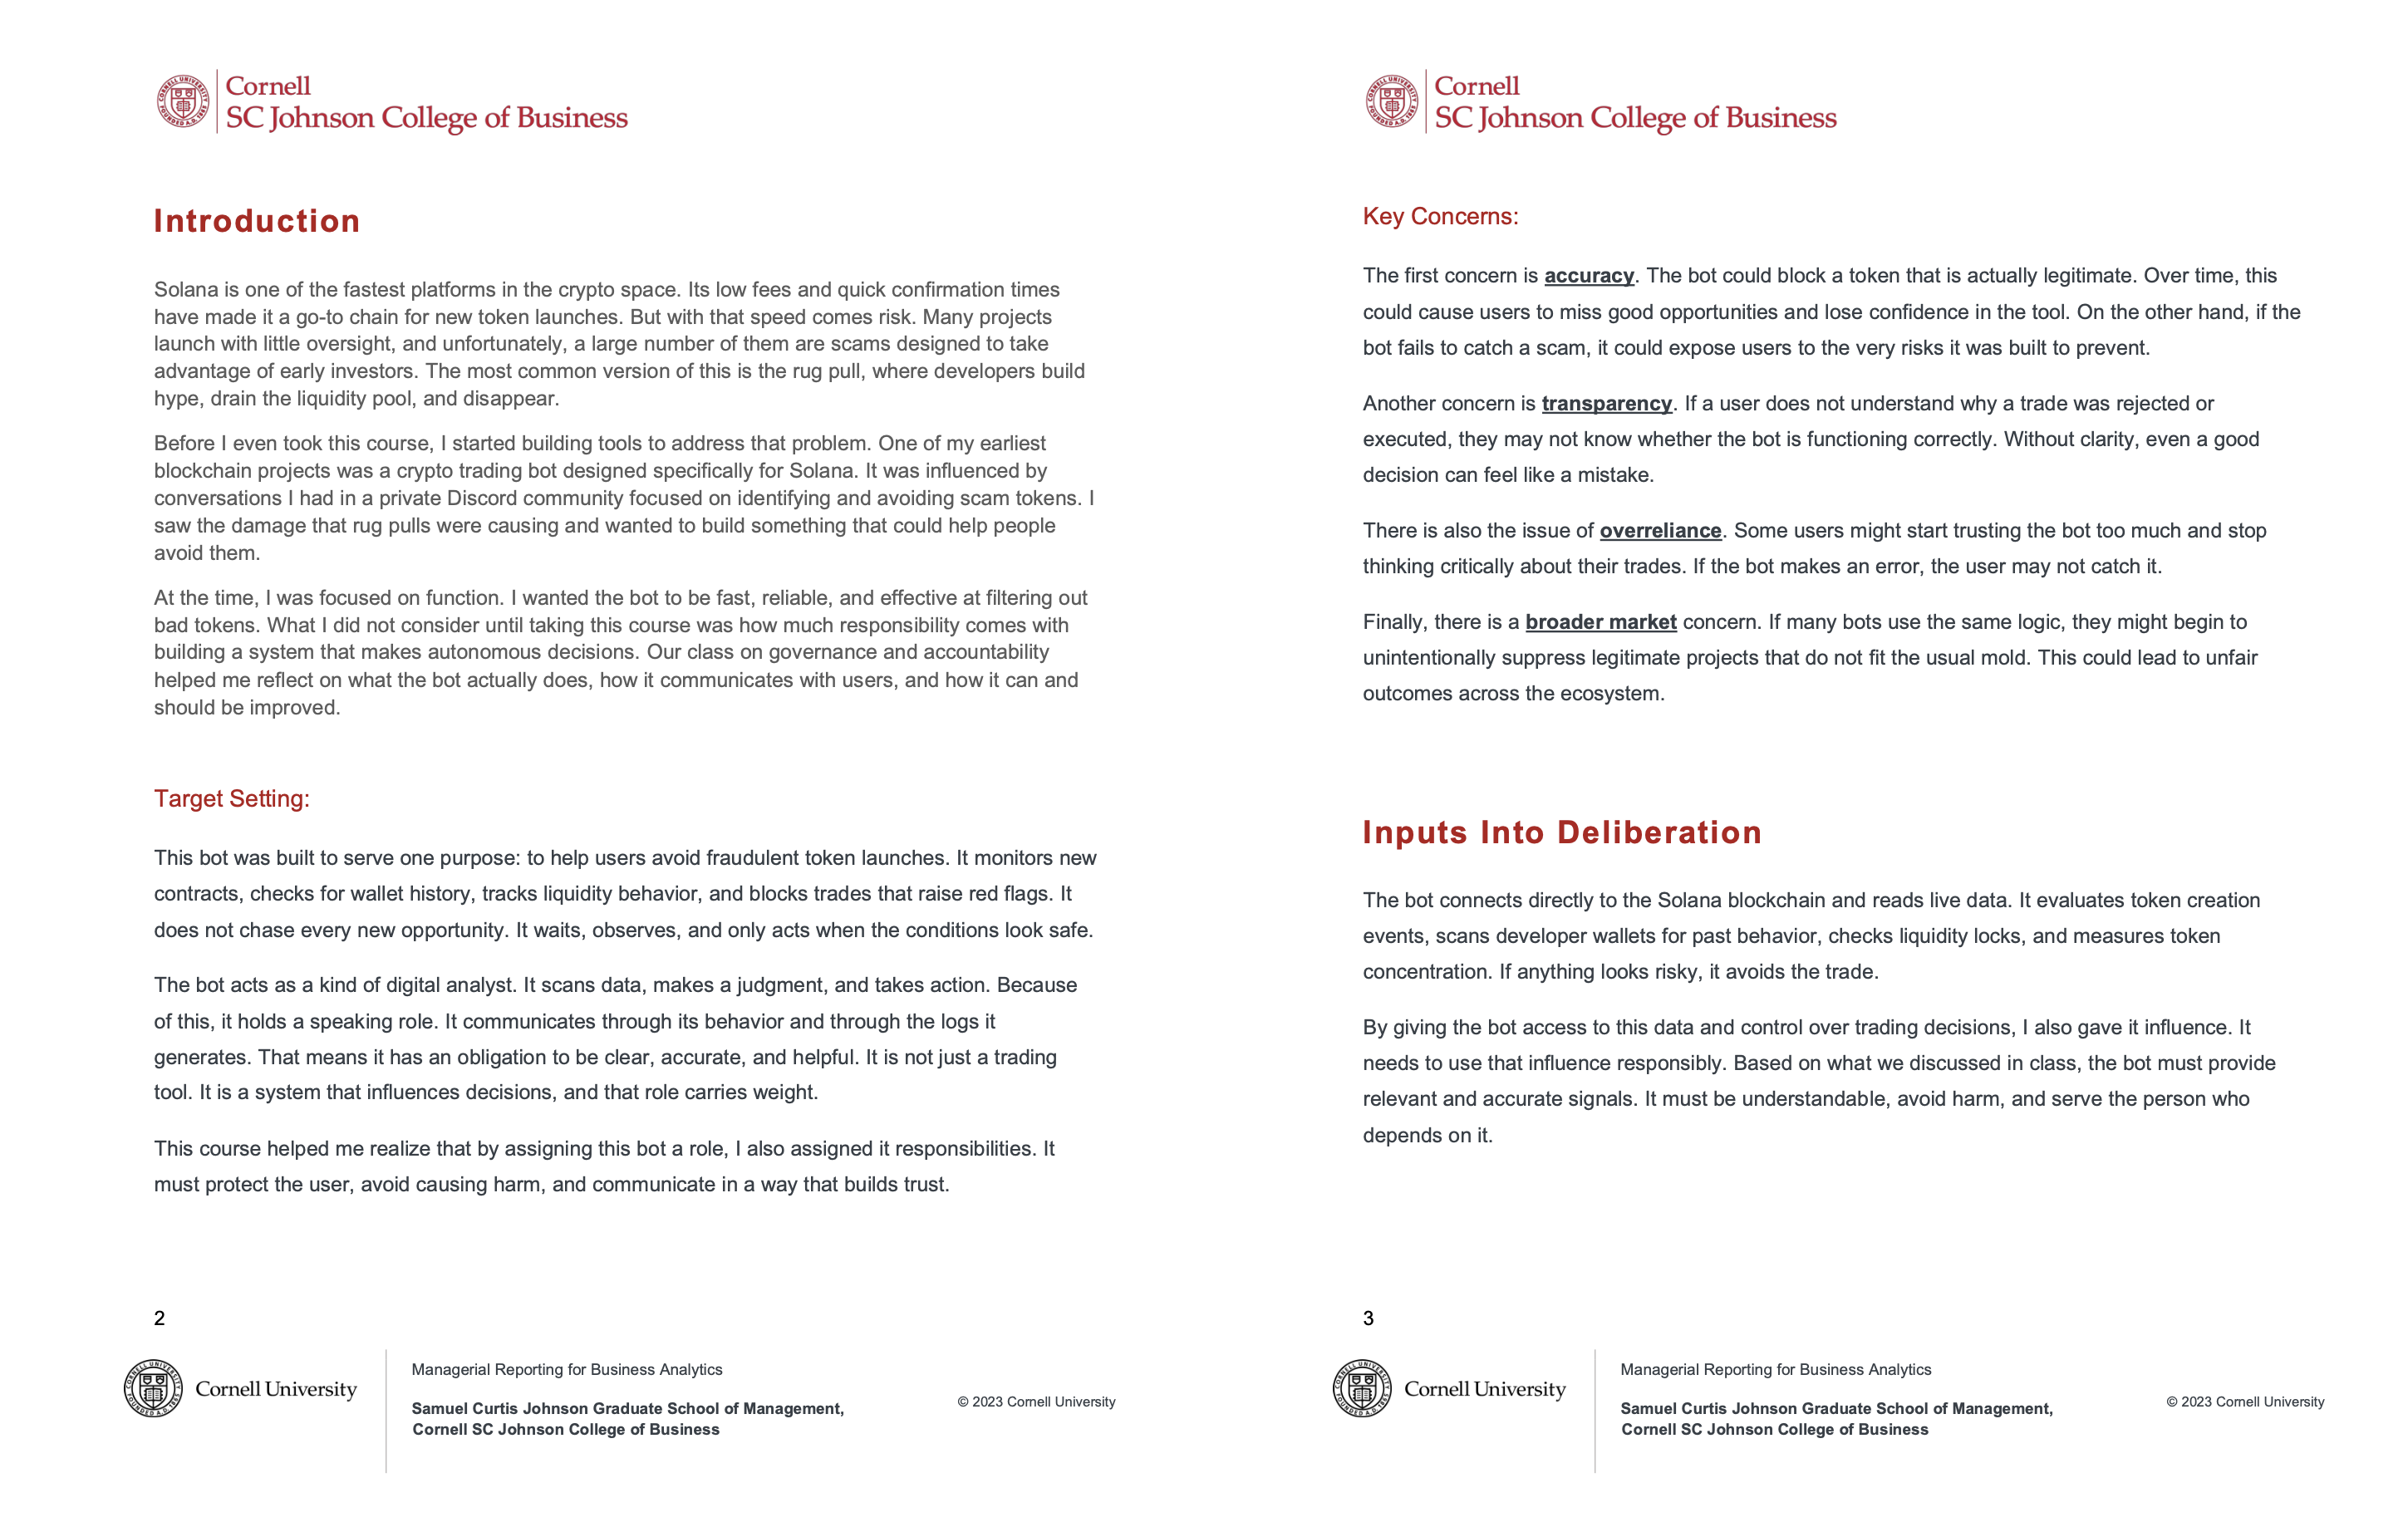 Cornell
SC Johnson College of Business
Introduction
Solana is one of the fastest platforms in the crypto space. Its low fees and quick confirmation times
have made it a go-to chain for new token launches. But with that speed comes risk. Many projects
launch with little oversight, and unfortunately, a large number of them are scams designed to take
advantage of early investors. The most common version of this is the rug pull, where developers build
hype, drain the liquidity pool, and disappear.
Before I even took this course, I started building tools to address that problem. One of my earliest
blockchain projects was a crypto trading bot designed specifically for Solana. It was influenced by
conversations I had in a private Discord community focused on identifying and avoiding scam tokens. I
saw the damage that rug pulls were causing and wanted to build something that could help people
avoid them.
At the time, I was focused on function. I wanted the bot to be fast, reliable, and effective at filtering out
bad tokens. What I did not consider until taking this course was how much responsibility comes with
building a system that makes autonomous decisions. Our class on governance and accountability
helped me reflect on what the bot actually does, how it communicates with users, and how it can and
should be improved.
Target Setting:
This bot was built to serve one purpose: to help users avoid fraudulent token launches. It monitors new
contracts, checks for wallet history, tracks liquidity behavior, and blocks trades that raise red flags. It
does not chase every new opportunity. It waits, observes, and only acts when the conditions look safe.
The bot acts as a kind of digital analyst. It scans data, makes a judgment, and takes action. Because
of this, it holds a speaking role. It communicates through its behavior and through the logs it
generates. That means it has an obligation to be clear, accurate, and helpful. It is not just a trading
tool. It is a system that influences decisions, and that role carries weight.
This course helped me realize that by assigning this bot a role, I also assigned it responsibilities. It
must protect the user, avoid causing harm, and communicate in a way that builds trust.
2
CORNELL UNIVERSITY
FOUNDED A.D. 1865
Cornell University
Managerial Reporting for Business Analytics
Samuel Curtis Johnson Graduate School of Management,
Cornell SC Johnson College of Business
© 2023 Cornell University
Cornell
SC Johnson College of Business
Key Concerns:
The first concern is accuracy. The bot could block a token that is actually legitimate. Over time, this
could cause users to miss good opportunities and lose confidence in the tool. On the other hand, if the
bot fails to catch a scam, it could expose users to the very risks it was built to prevent.
Another concern is transparency. If a user does not understand why a trade was rejected or
executed, they may not know whether the bot is functioning correctly. Without clarity, even a good
decision can feel like a mistake.
There is also the issue of overreliance. Some users might start trusting the bot too much and stop
thinking critically about their trades. If the bot makes an error, the user may not catch it.
Finally, there is a broader market concern. If many bots use the same logic, they might begin to
unintentionally suppress legitimate projects that do not fit the usual mold. This could lead to unfair
outcomes across the ecosystem.
Inputs Into Deliberation
The bot connects directly to the Solana blockchain and reads live data. It evaluates token creation
events, scans developer wallets for past behavior, checks liquidity locks, and measures token
concentration. If anything looks risky, it avoids the trade.
By giving the bot access to this data and control over trading decisions, I also gave it influence. It
needs to use that influence responsibly. Based on what we discussed in class, the bot must provide
relevant and accurate signals. It must be understandable, avoid harm, and serve the person who
depends on it.
3
CORNELL UNIVERSITY
FOUNDED A.D. 1865
Cornell University
Managerial Reporting for Business Analytics
Samuel Curtis Johnson Graduate School of Management,
Cornell SC Johnson College of Business
© 2023 Cornell University